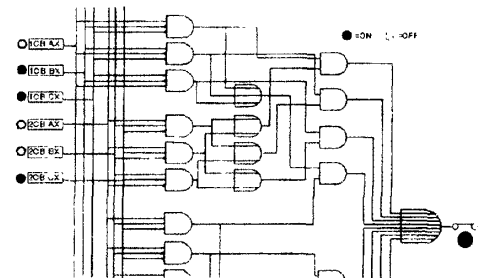 1CB AX
=ON =OFF
1CB BX
1CB CX
2CB AX
2CB BX
2CB CX